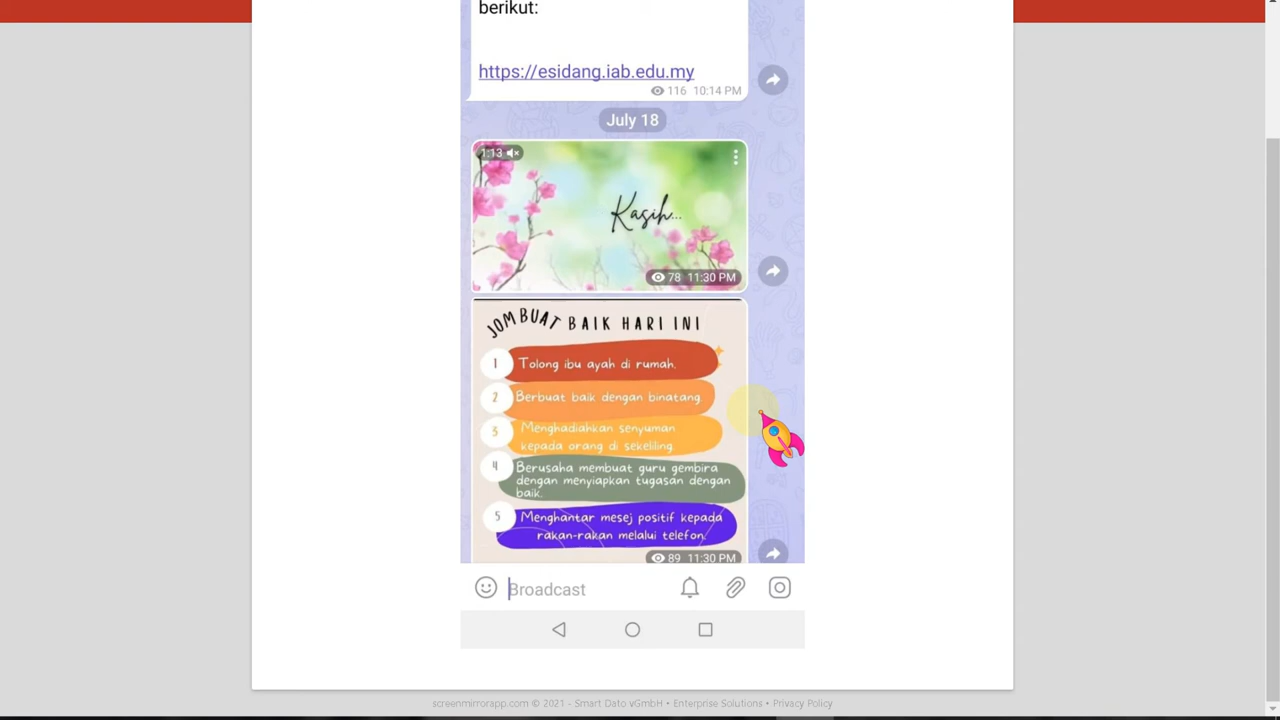 berikut:
https://esidang.iab.edu.my
116 10:14 PM
July 18
1:13
Kasih...
78 11:30 PM
JOM BUAT BAIK HARI INI
1 Tolong ibu ayah di rumah.
2 Berbuat baik dengan binatang
3 Menghadiahkan senyuman
kepada orang di sekeliling.
4 Berusaha membuat guru gembira
dengan menyiapkan tugasan dengan
baik.
5 Menghantar mesej positif kepada
rakan-rakan melalui telefon.
89 11:30 PM
Broadcast
screenmirrorapp.com © 2021 - Smart Dato vGmbH • Enterprise Solutions • Privacy Policy